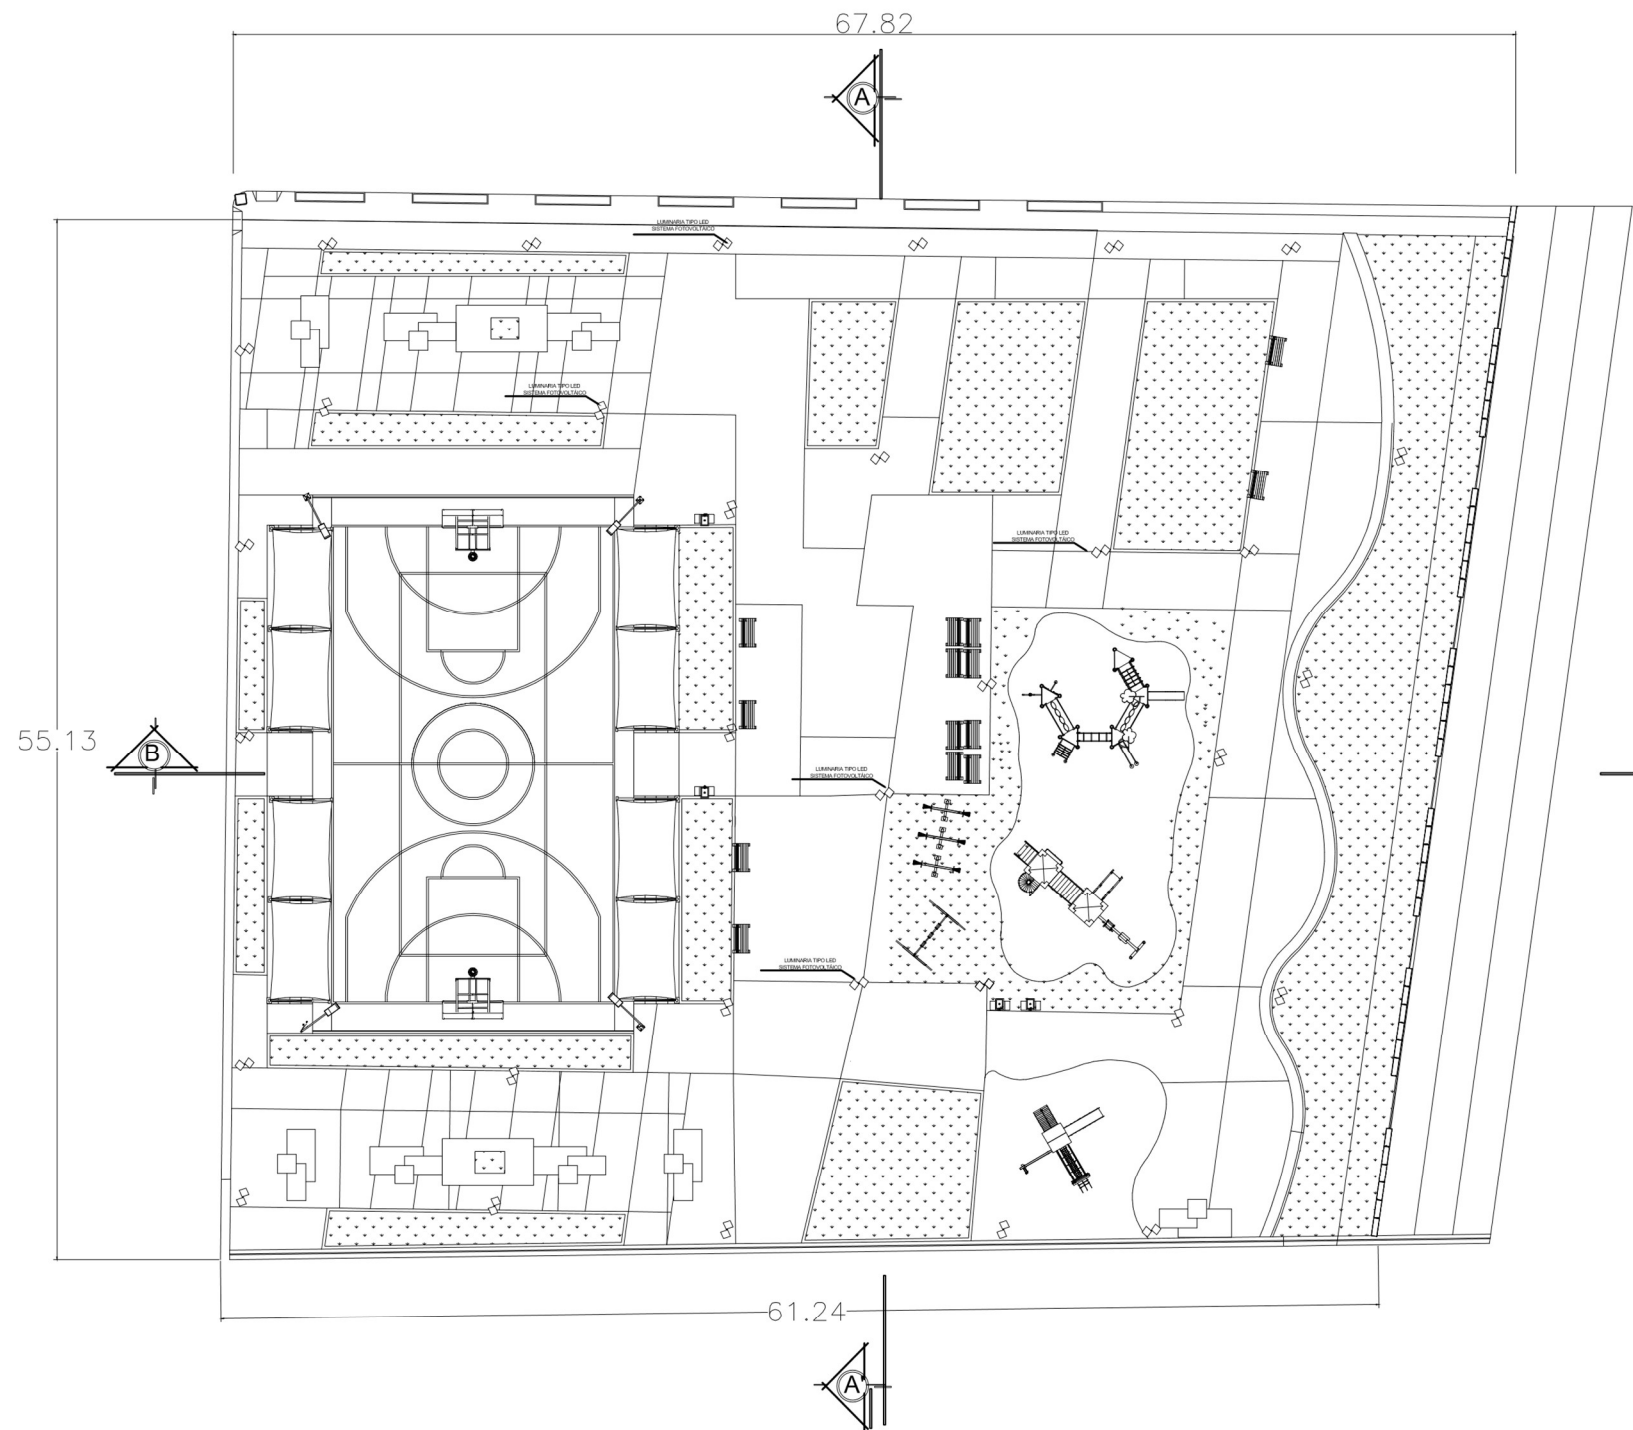 67.82
A
LUMINARIA TIPO LED
SISTEMA FOTOVOLTÁICO
LUMINARIA TIPO LED
SISTEMA FOTOVOLTÁICO
LUMINARIA TIPO LED
SISTEMA FOTOVOLTÁICO
55.13
B
LUMINARIA TIPO LED
SISTEMA FOTOVOLTÁICO
LUMINARIA TIPO LED
SISTEMA FOTOVOLTÁICO
61.24
A